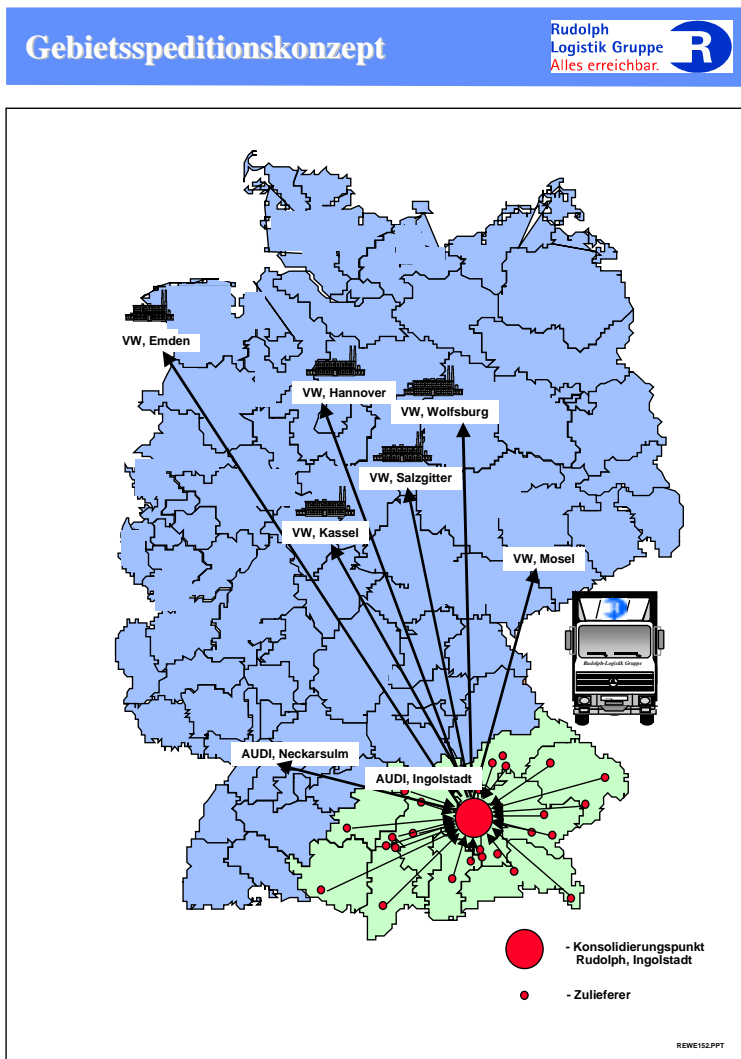 Gebietsspeditionskonzept
Rudolph
Logistik Gruppe
Alles erreichbar.
R
VW, Emden
VW, Hannover
VW, Wolfsburg
VW, Salzgitter
VW, Kassel
VW, Mosel
Rudolph-Logistik Gruppe
AUDI, Neckarsulm
AUDI, Ingolstadt
- Konsolidierungspunkt
Rudolph, Ingolstadt
- Zulieferer
REWE152.PPT